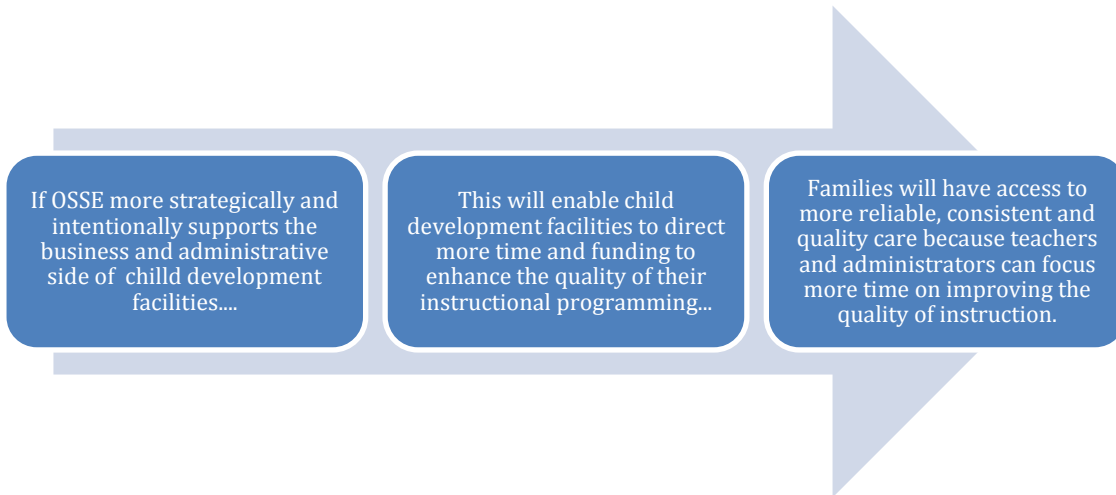 If OSSE more strategically and
intentionally supports the
business and administrative
side of  chilld development
facilities....
This will enable child
development facilities to direct
more time and funding to
enhance the quality of their
instructional programming...
Families will have access to
more reliable, consistent and
quality care because teachers
and administrators can focus
more time on improving the
quality of instruction.